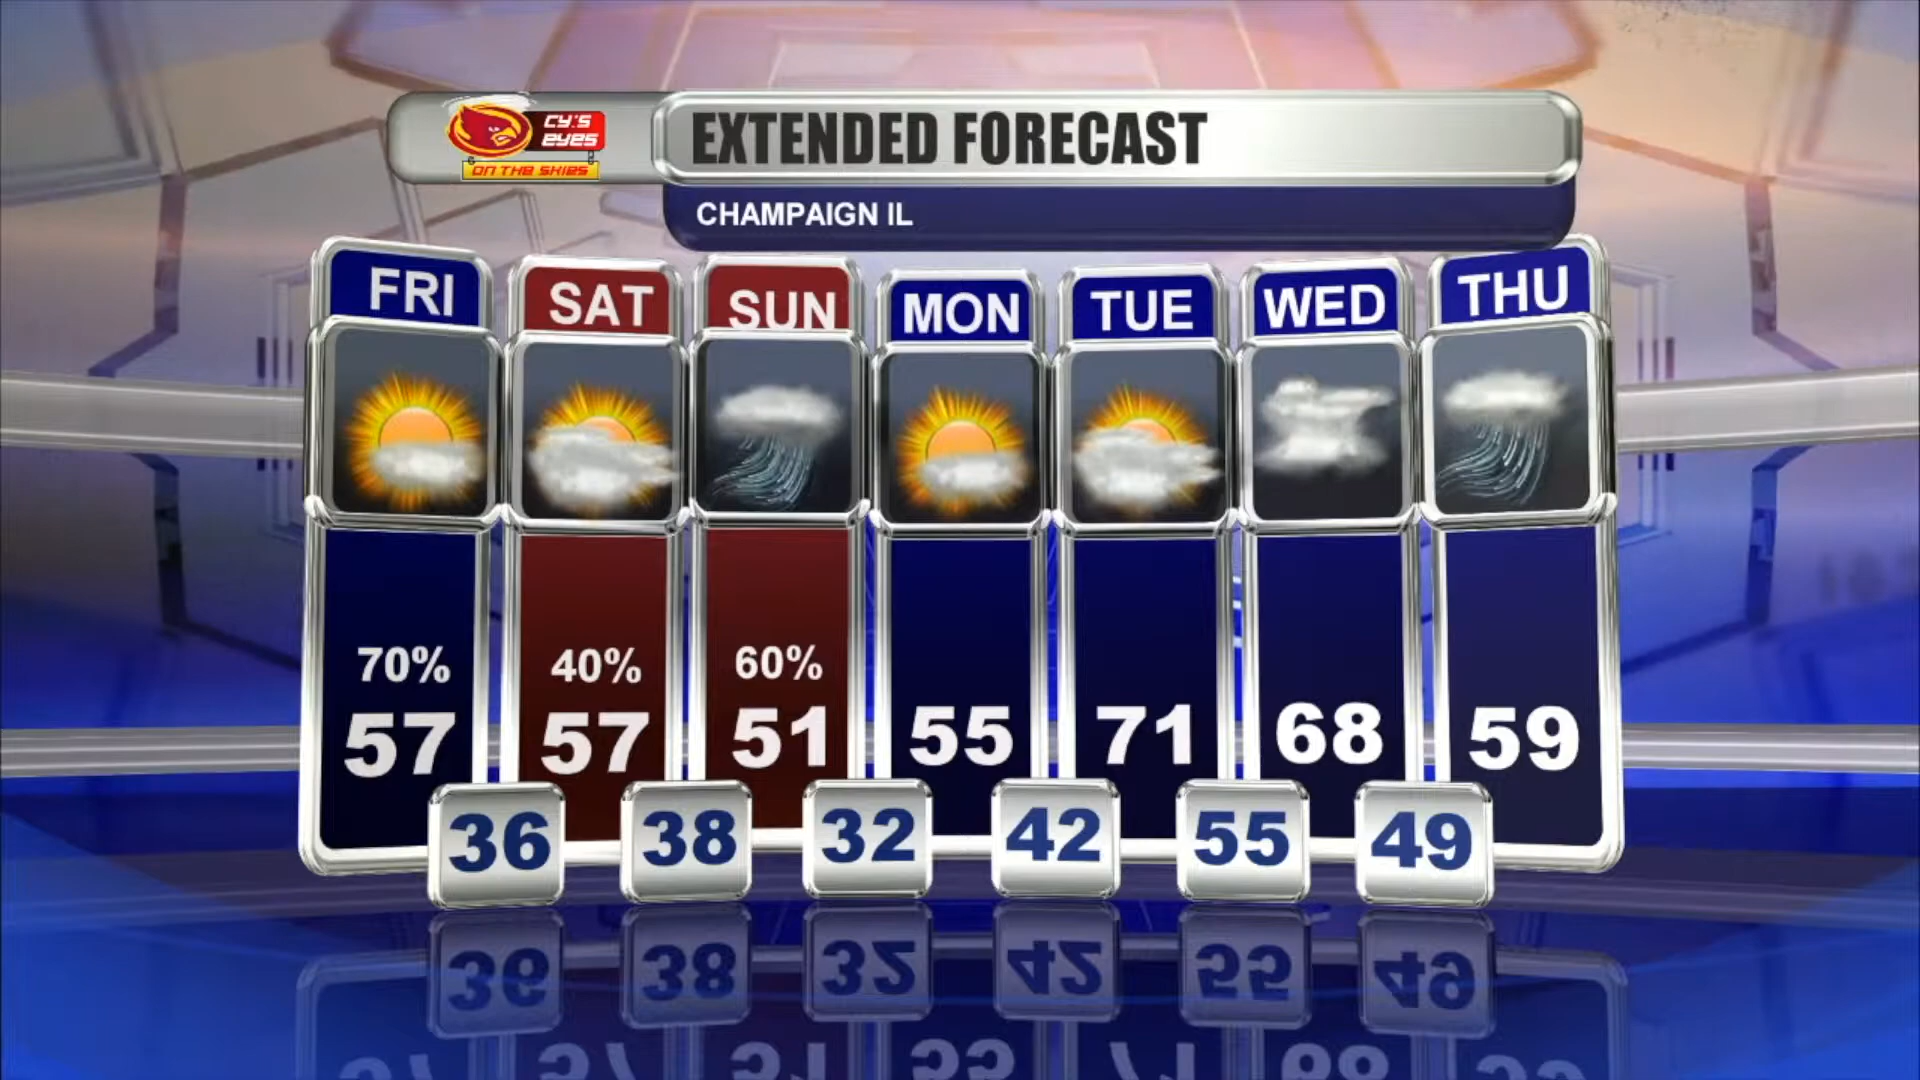 CY'S
EYES
ON THE SKIES
EXTENDED FORECAST
CHAMPAIGN IL
FRI SAT SUN MON TUE WED THU
70% 40% 60%
57 57 51 55 71 68 59
36 38 32 42 55 49